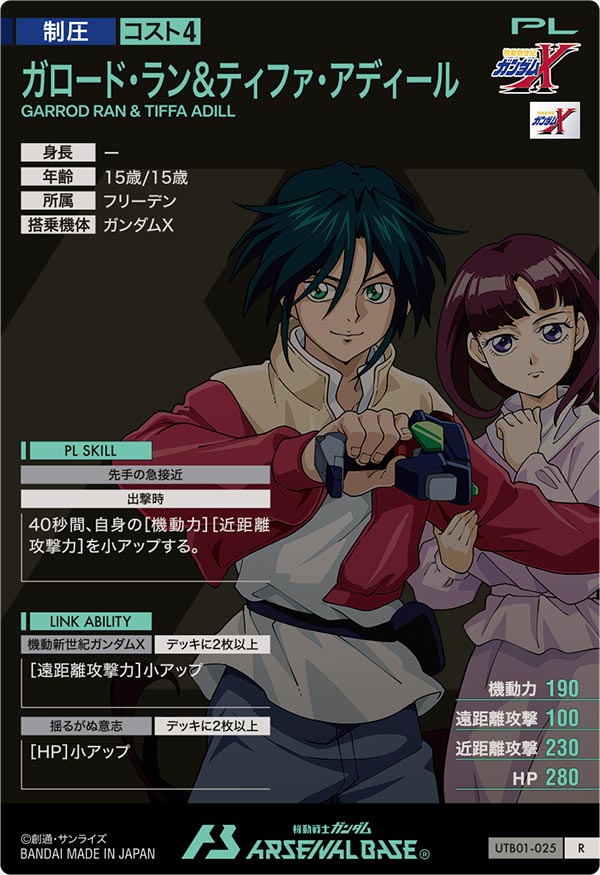 制圧 コスト4
PL
ガロード・ラン&ティファ・アディール
GARROD RAN & TIFFA ADILL
機動新世紀
ガンダムX
機動新世紀
ガンダムX
身長 ー
年齢 15歳/15歳
所属 フリーデン
搭乗機体 ガンダムX
PL SKILL
先手の急接近
出撃時
40秒間、自身の[機動力][近距離
攻撃力]を小アップする。
LINK ABILITY
機動新世紀ガンダムX デッキに2枚以上
[遠距離攻撃力]小アップ
揺るがぬ意志 デッキに2枚以上
[HP]小アップ
機動力 190
遠距離攻撃 100
近距離攻撃 230
HP 280
©創通・サンライズ
BANDAI MADE IN JAPAN
機動戦士ガンダム
ARSENAL BASE®
UTB01-025 R